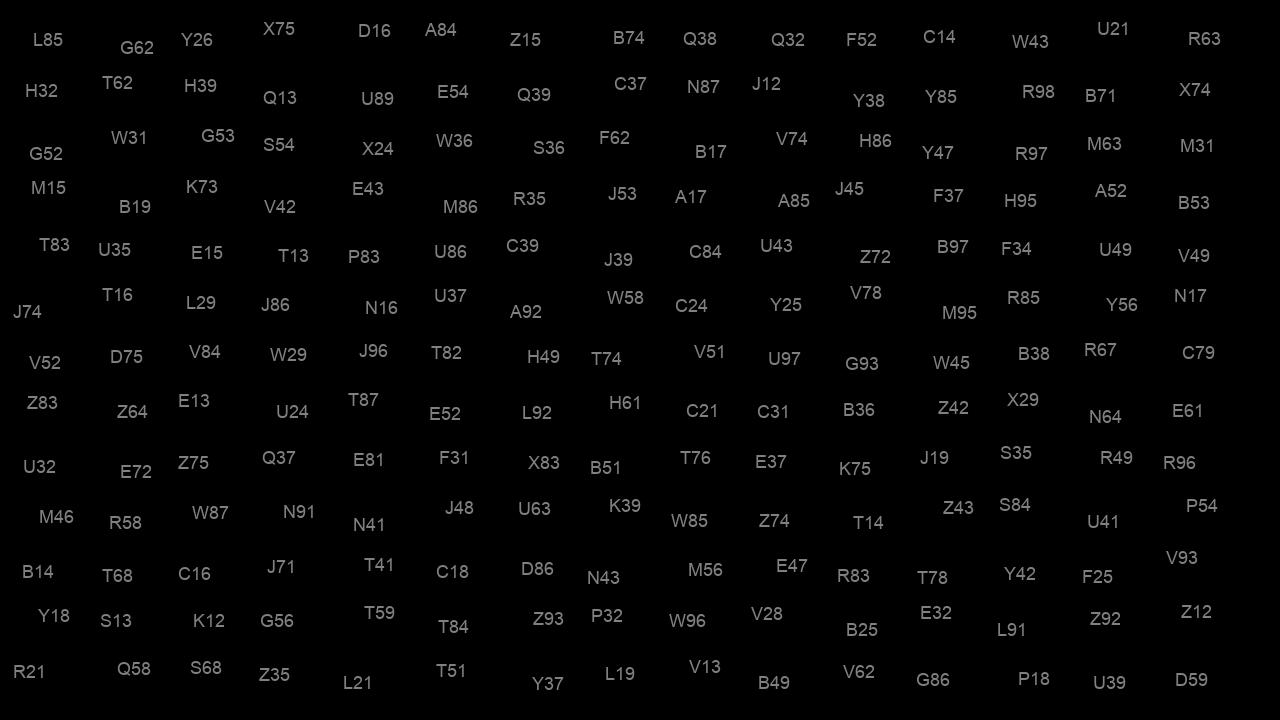 L85 G62 Y26 X75 D16 A84 Z15 B74 Q38 Q32 F52 C14 W43 U21 R63
H32 T62 H39 Q13 U89 E54 Q39 C37 N87 J12 Y38 Y85 R98 B71 X74
G52 W31 G53 S54 X24 W36 S36 F62 B17 V74 H86 Y47 R97 M63 M31
M15 B19 K73 V42 E43 M86 R35 J53 A17 A85 J45 F37 H95 A52 B53
T83 U35 E15 T13 P83 U86 C39 J39 C84 U43 Z72 B97 F34 U49 V49
J74 T16 L29 J86 N16 U37 A92 W58 C24 Y25 V78 M95 R85 Y56 N17
V52 D75 V84 W29 J96 T82 H49 T74 V51 U97 G93 W45 B38 R67 C79
Z83 Z64 E13 U24 T87 E52 L92 H61 C21 C31 B36 Z42 X29 N64 E61
U32 E72 Z75 Q37 E81 F31 X83 B51 T76 E37 K75 J19 S35 R49 R96
M46 R58 W87 N91 N41 J48 U63 K39 W85 Z74 T14 Z43 S84 U41 P54
B14 T68 C16 J71 T41 C18 D86 N43 M56 E47 R83 T78 Y42 F25 V93
Y18 S13 K12 G56 T59 T84 Z93 P32 W96 V28 B25 E32 L91 Z92 Z12
R21 Q58 S68 Z35 L21 T51 Y37 L19 V13 B49 V62 G86 P18 U39 D59